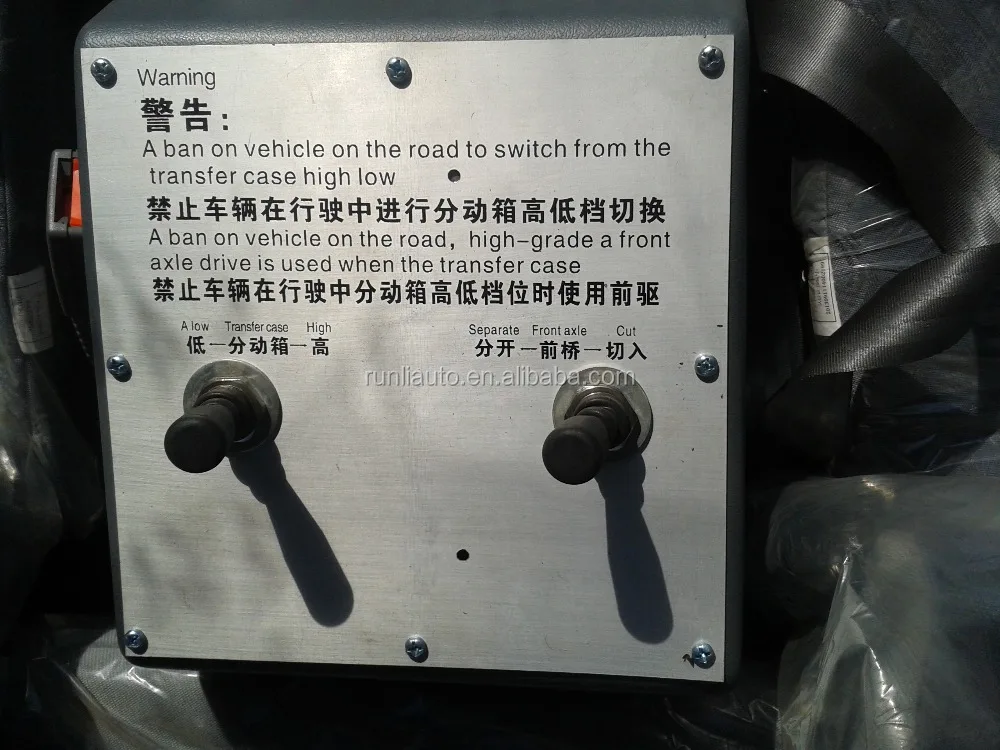 Warning
警告:
A ban on vehicle on the road to switch from the
transfer case high low
禁止车辆在行驶中进行分动箱高低档切换
A ban on vehicle on the road, high-grade a front
axle drive is used when the transfer case
禁止车辆在行驶中分动箱高低档位时使用前驱
A low Transfer case High
低—分动箱—高
Separate Front axle Cut
分开—前桥—切入
runliauto.en.alibaba.com